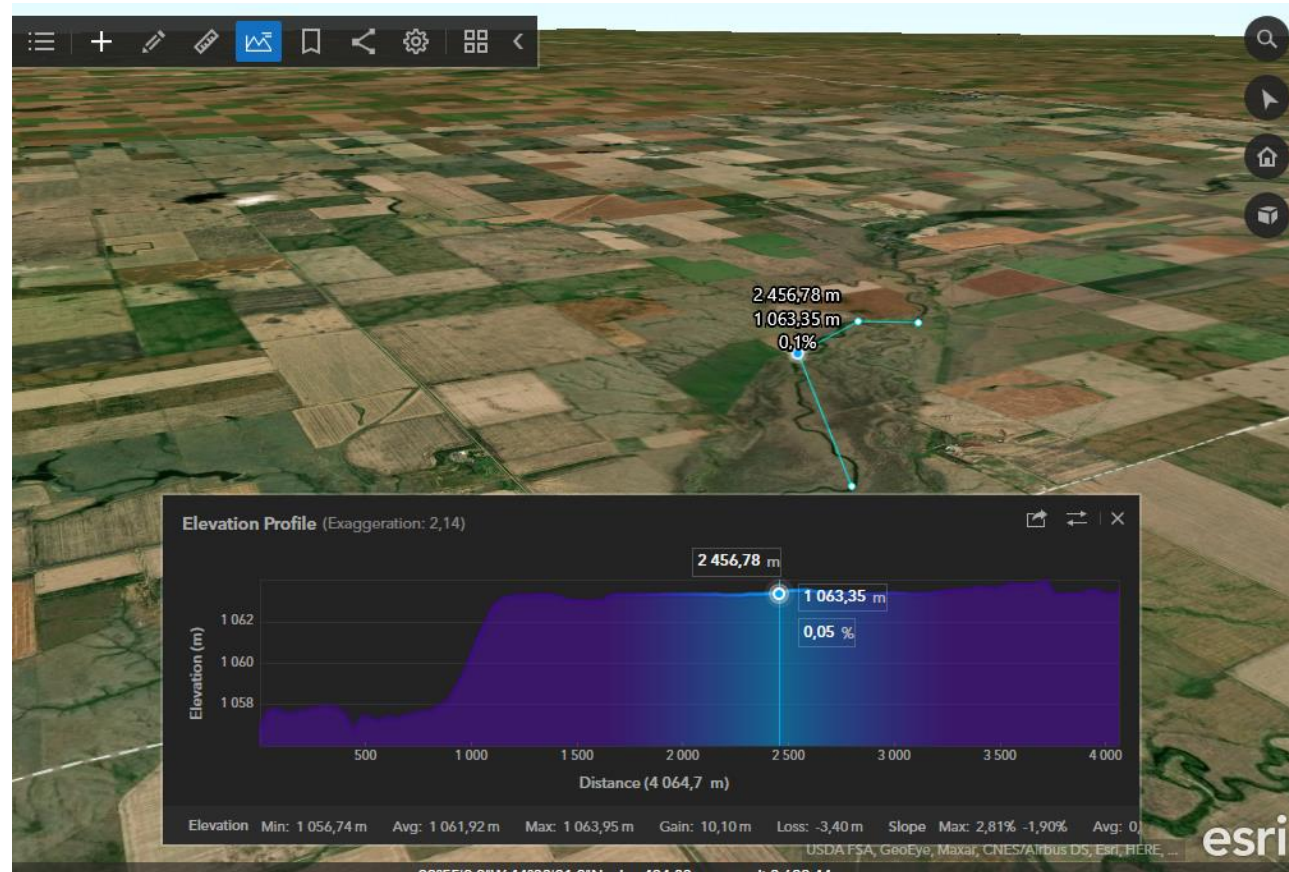 2 456,78 m
1 063,35 m
0,1%
Elevation Profile (Exaggeration: 2,14)
2 456,78 m
1 063,35 m
0,05 %
Elevation (m)
1 062
1 060
1 058
500 1 000 1 500 2 000 2 500 3 000 3 500 4 000
Distance (4 064,7 m)
Elevation Min: 1 056,74 m Avg: 1 061,92 m Max: 1 063,95 m Gain: 10,10 m Loss: -3,40 m Slope Max: 2,81% -1,90% Avg: 0,
USDA FSA, GeoEye, Maxar, CNES/Airbus DS, Esri, HERE, ...
esri